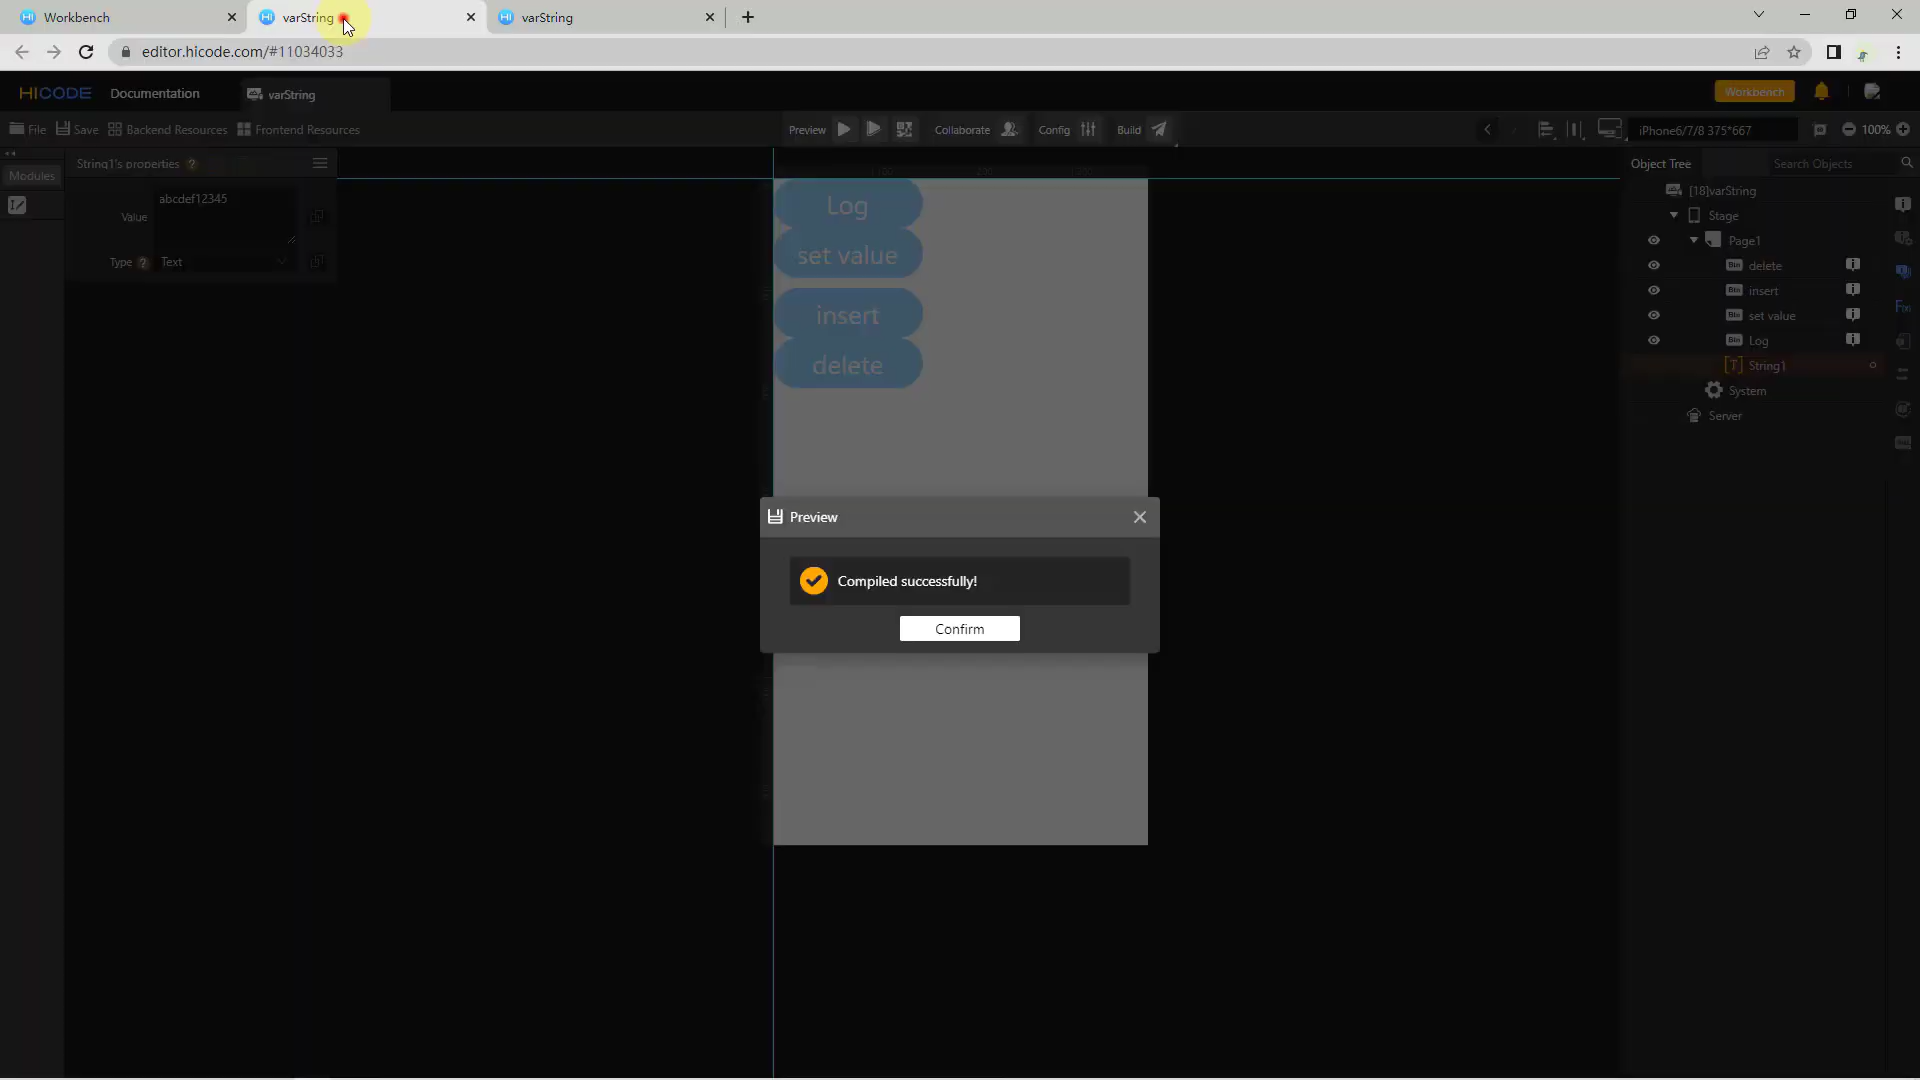 Workbench
varString
varString
editor.hicode.com/#11034033
HICODE
Documentation
varString
Workbench
File
Save
Backend Resources
Frontend Resources
Preview
Collaborate
Config
Build
iPhone6/7/8 375*667
100%
Modules
String1's properties
Value
abcdef12345
Type
Text
Log
set value
insert
delete
Preview
Compiled successfully!
Confirm
Object Tree
Search Objects
[18]varString
Stage
Page1
delete
insert
set value
Log
String1
System
Server